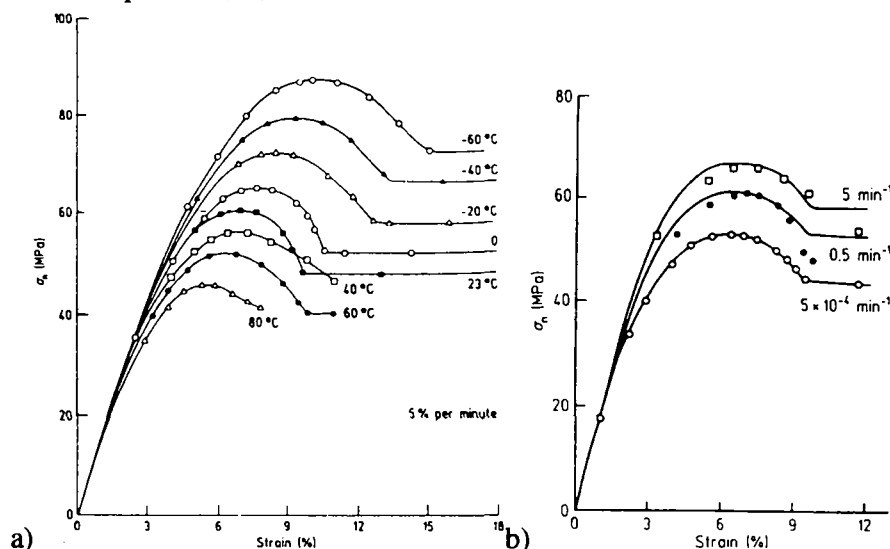 100
80
60
40
20
0
σn (MPa)
-60 °C
-40 °C
-20 °C
0
23 °C
40 °C
60 °C
80 °C
5 % per minute
0 3 6 9 12 15 18
Strain (%)
a)
80
60
40
20
0
σn (MPa)
5 min-1
0.5 min-1
5 × 10-4 min-1
0 3 6 9 12
Strain (%)
b)